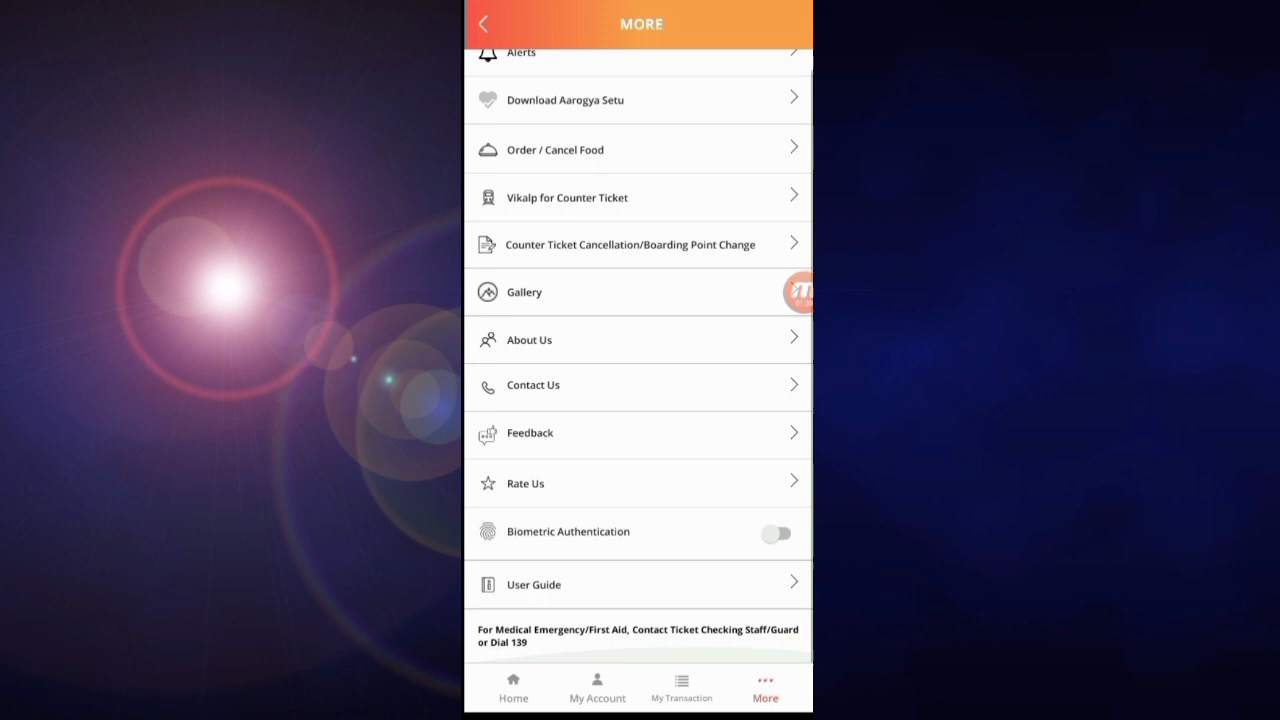 MORE
Alerts
Download Aarogya Setu
Order / Cancel Food
Vikalp for Counter Ticket
Counter Ticket Cancellation/Boarding Point Change
Gallery
About Us
Contact Us
Feedback
Rate Us
Biometric Authentication
User Guide
For Medical Emergency/First Aid, Contact Ticket Checking Staff/Guard
or Dial 139
Home
My Account
My Transaction
More